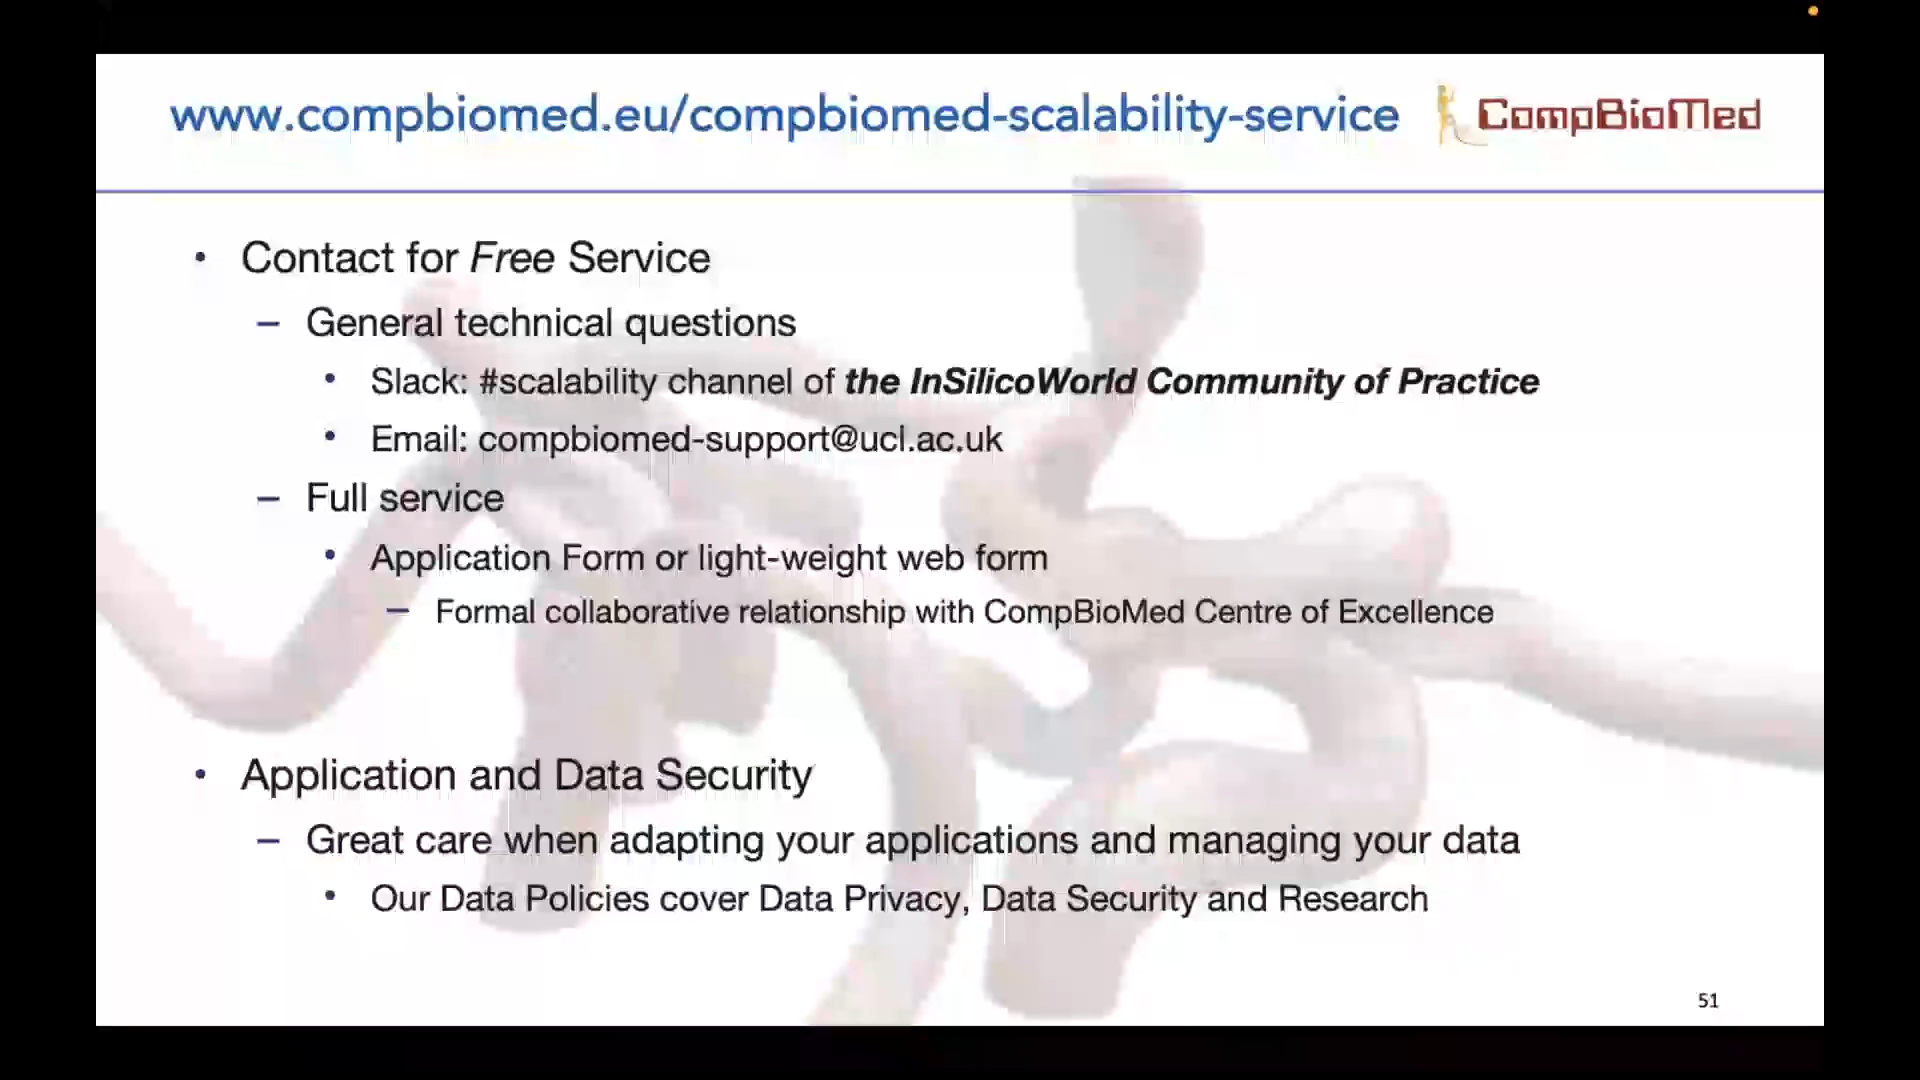 www.compbiomed.eu/compbiomed-scalability-service
CompBioMed
• Contact for Free Service
– General technical questions
• Slack: #scalability channel of the InSilicoWorld Community of Practice
• Email: compbiomed-support@ucl.ac.uk
– Full service
• Application Form or light-weight web form
– Formal collaborative relationship with CompBioMed Centre of Excellence
• Application and Data Security
– Great care when adapting your applications and managing your data
• Our Data Policies cover Data Privacy, Data Security and Research
51